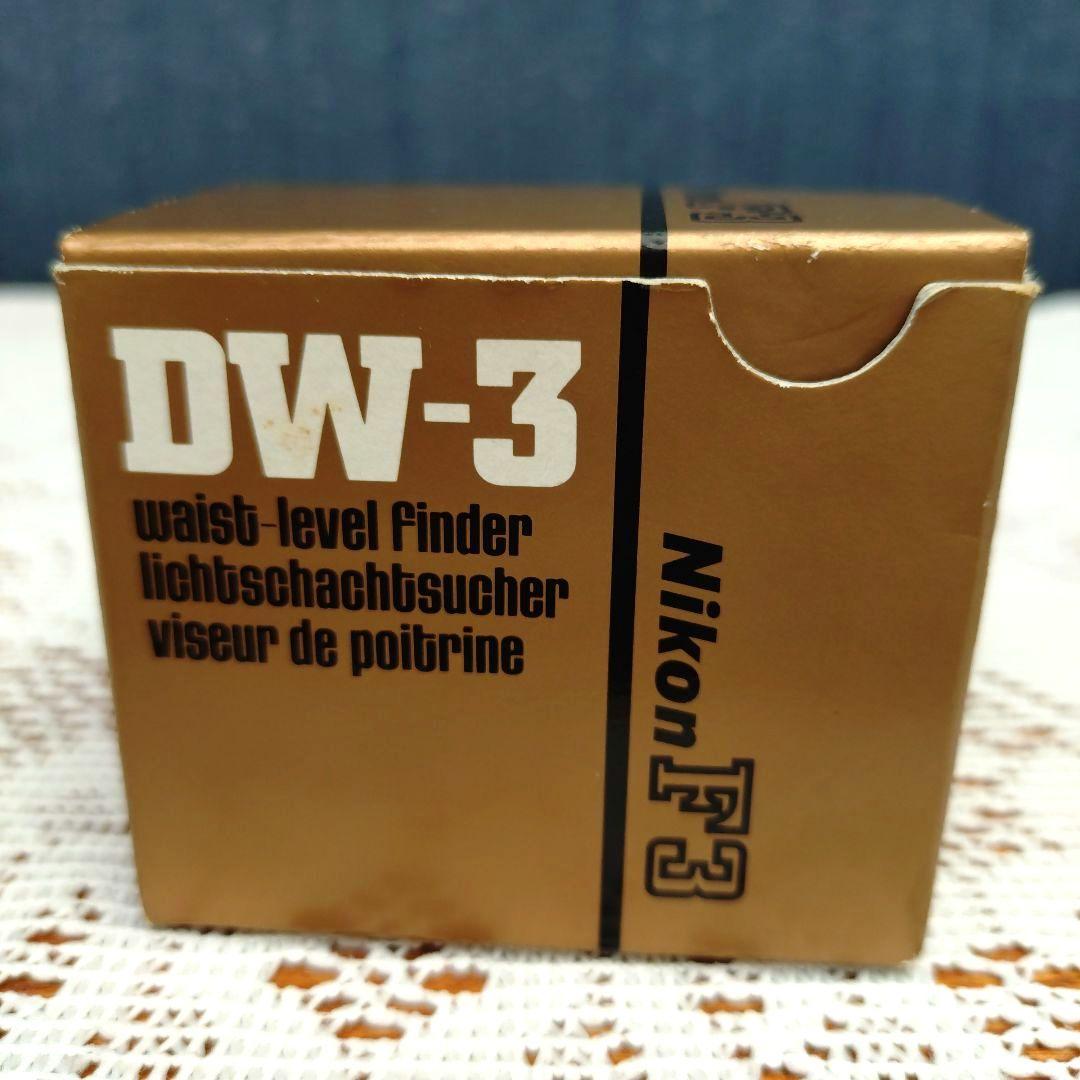 DW-3
waist-level finder
lichtschachtsucher
viseur de poitrine
Nikon F3